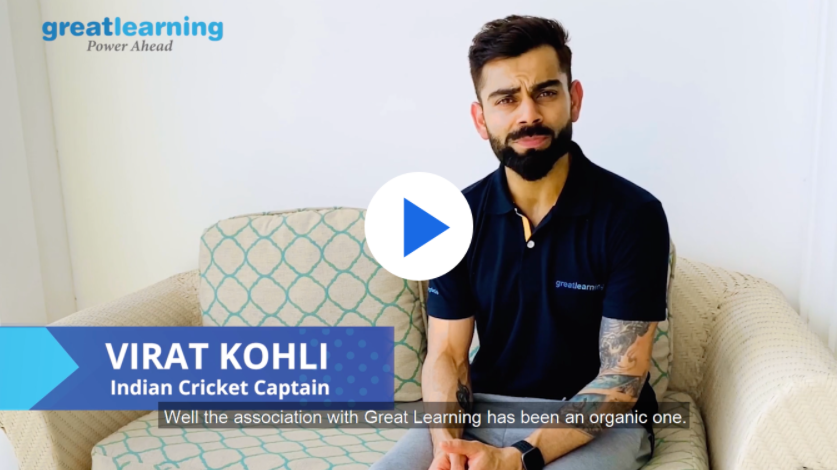 greatlearning
Power Ahead
greatlearning
VIRAT KOHLI
Indian Cricket Captain
Well the association with Great Learning has been an organic one.